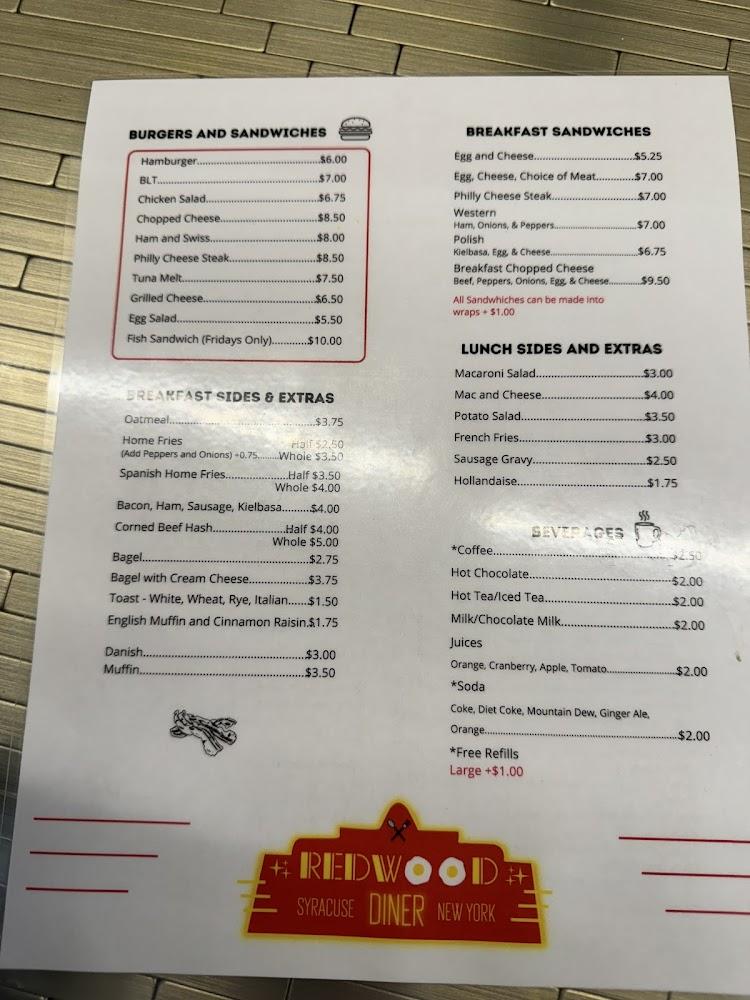 BURGERS AND SANDWICHES
Hamburger...............................$6.00
BLT.............................................$7.00
Chicken Salad............................$6.75
Chopped Cheese........................$8.50
Ham and Swiss..........................$8.00
Philly Cheese Steak...................$8.50
Tuna Melt..................................$7.50
Grilled Cheese...........................$6.50
Egg Salad...................................$5.50
Fish Sandwich (Fridays Only)...........$10.00
BREAKFAST SIDES & EXTRAS
Oatmeal.....................................$3.75
Home Fries Half $2.50
(Add Peppers and Onions) +0.75.......Whole $3.50
Spanish Home Fries................Half $3.50
Whole $4.00
Bacon, Ham, Sausage, Kielbasa........$4.00
Corned Beef Hash...................Half $4.00
Whole $5.00
Bagel..........................................$2.75
Bagel with Cream Cheese...............$3.75
Toast - White, Wheat, Rye, Italian......$1.50
English Muffin and Cinnamon Raisin.$1.75
Danish........................................$3.00
Muffin.........................................$3.50
BREAKFAST SANDWICHES
Egg and Cheese..........................$5.25
Egg, Cheese, Choice of Meat..........$7.00
Philly Cheese Steak......................$7.00
Western
Ham, Onions, & Peppers.......................$7.00
Polish
Kielbasa, Egg, & Cheese........................$6.75
Breakfast Chopped Cheese
Beef, Peppers, Onions, Egg, & Cheese..........$9.50
All Sandwhiches can be made into
wraps + $1.00
LUNCH SIDES AND EXTRAS
Macaroni Salad...........................$3.00
Mac and Cheese..........................$4.00
Potato Salad...............................$3.50
French Fries................................$3.00
Sausage Gravy............................$2.50
Hollandaise................................$1.75
BEVERAGES
*Coffee.........................................$2.50
Hot Chocolate...................................$2.00
Hot Tea/Iced Tea................................$2.00
Milk/Chocolate Milk............................$2.00
Juices
Orange, Cranberry, Apple, Tomato.................$2.00
*Soda
Coke, Diet Coke, Mountain Dew, Ginger Ale,
Orange................................................$2.00
*Free Refills
Large +$1.00
REDWOOD
SYRACUSE DINER NEW YORK